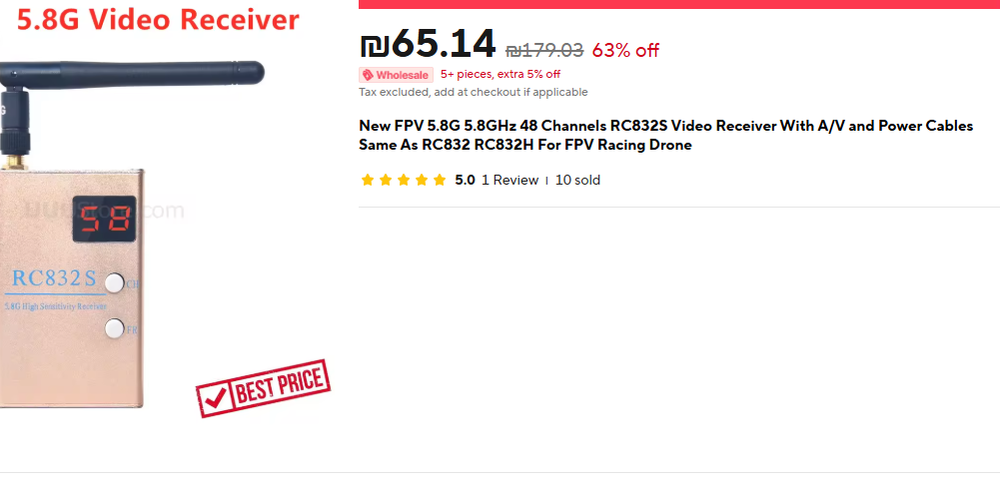 5.8G Video Receiver
G
58
RC832S
CH
5.8G High Sensitivity Receiver
FR
BEST PRICE
₪65.14 ₪179.03 63% off
Wholesale 5+ pieces, extra 5% off
Tax excluded, add at checkout if applicable
New FPV 5.8G 5.8GHz 48 Channels RC832S Video Receiver With A/V and Power Cables
Same As RC832 RC832H For FPV Racing Drone
5.0 1 Review | 10 sold